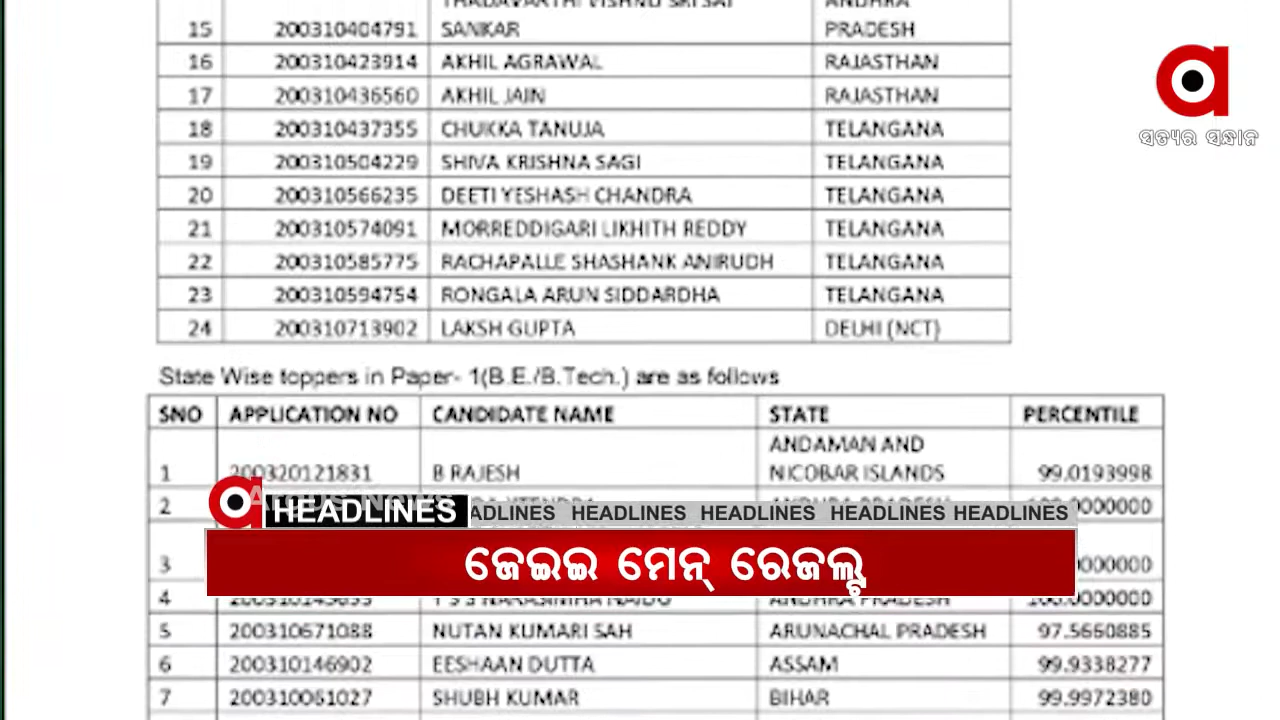 15 200310404791 SANKAR PRADESH
16 200310423914 AKHIL AGRAWAL RAJASTHAN
17 200310436560 AKHIL JAIN RAJASTHAN
18 200310437355 CHUKKA TANUJA TELANGANA
19 200310504229 SHIVA KRISHNA SAGI TELANGANA
20 200310566235 DEETI YESHASH CHANDRA TELANGANA
21 200310574091 MORREDDIGARI LIKHITH REDDY TELANGANA
22 200310585775 RACHAPALLE SHASHANK ANIRUDH TELANGANA
23 200310594754 RONGALA ARUN SIDDARDHA TELANGANA
24 200310713902 LAKSH GUPTA DELHI (NCT)
ସତ୍ୟର ସନ୍ଧାନ
State Wise toppers in Paper- 1(B.E./B.Tech.) are as follows
SNO APPLICATION NO CANDIDATE NAME STATE PERCENTILE
ANDAMAN AND
1 200320121831 B RAJESH NICOBAR ISLANDS 99.0193998
2
HEADLINES HEADLINES HEADLINES HEADLINES HEADLINES
ଜେଇଇ ମେନ୍ ରେଜଲ୍ଟ
3
4
5 200310671088 NUTAN KUMARI SAH ARUNACHAL PRADESH 97.5660885
6 200310146902 EESHAAN DUTTA ASSAM 99.9338277
7 200310061027 SHUBH KUMAR BIHAR 99.9972380